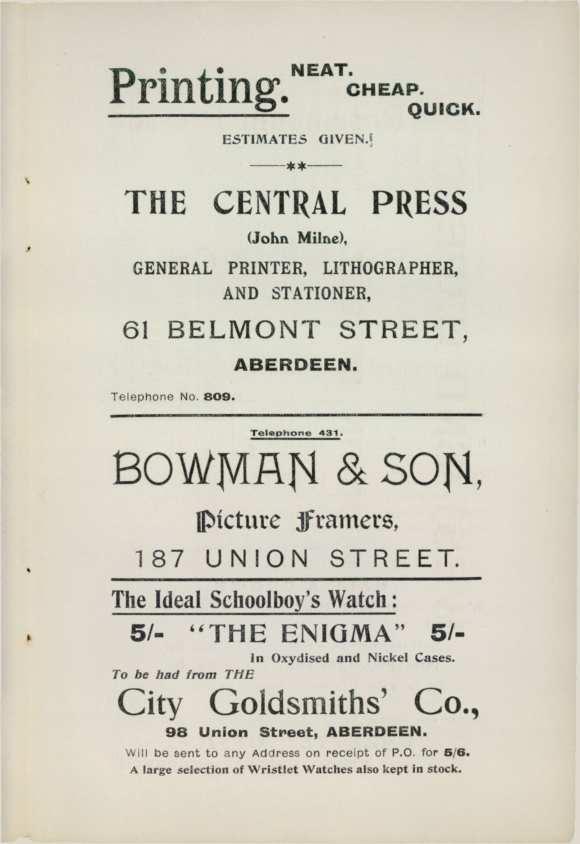 Printing. NEAT.
CHEAP.
QUICK.
ESTIMATES GIVEN.
THE CENTRAL PRESS
(John Milne),
GENERAL PRINTER, LITHOGRAPHER,
AND STATIONER,
61 BELMONT STREET,
ABERDEEN.
Telephone No. 809.
Telephone 431.
BOWMAN & SON,
Picture Framers,
187 UNION STREET.
The Ideal Schoolboy's Watch:
5/- "THE ENIGMA" 5/-
In Oxydised and Nickel Cases.
To be had from THE
City Goldsmiths' Co.,
98 Union Street, ABERDEEN.
Will be sent to any Address on receipt of P.O. for 5/6.
A large selection of Wristlet Watches also kept in stock.